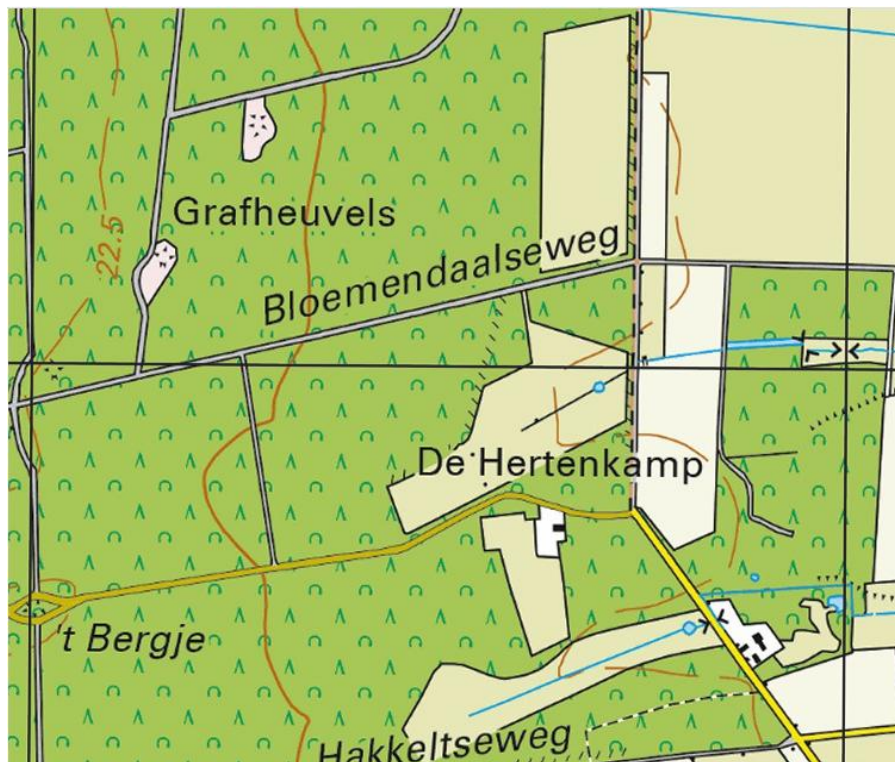 Grafheuvels
22.5
Bloemendaalseweg
De Hertenkamp
't Bergje
Hakkeltseweg